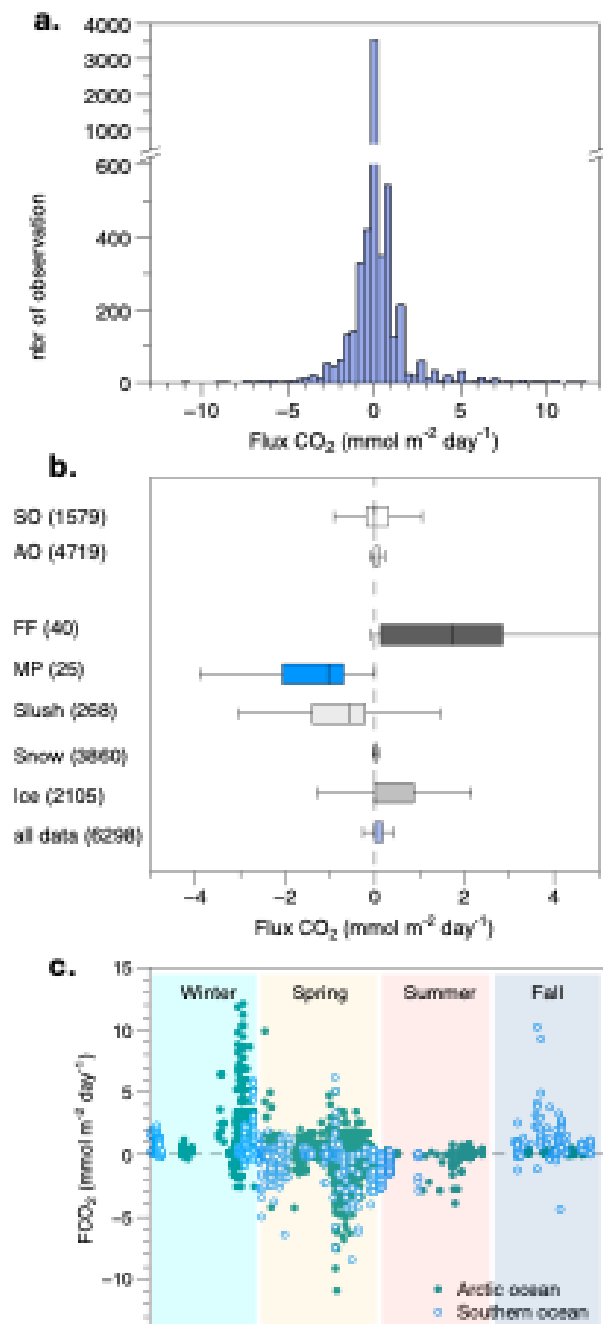 a.
4000
3000
2000
1000
600
400
200
0
nbr of observation
−10 −5 0 5 10
Flux CO₂ (mmol m⁻² day⁻¹)
b.
SO (1579)
AO (4719)
FF (40)
MP (25)
Slush (268)
Snow (3860)
Ice (2105)
all data (6298)
−4 −2 0 2 4
Flux CO₂ (mmol m⁻² day⁻¹)
c.
15
10
5
0
−5
−10
FCO₂ (mmol m⁻² day⁻¹)
Winter Spring Summer Fall
Arctic ocean
Southern ocean